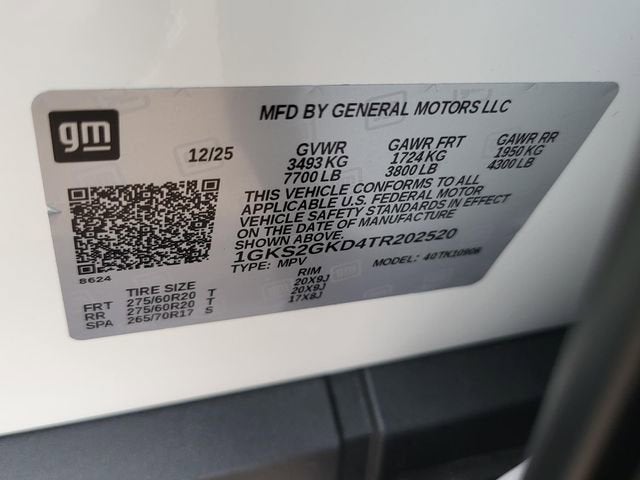 gm
MFD BY GENERAL MOTORS LLC
12/25 GVWR GAWR FRT GAWR RR
3493 KG 1724 KG 1950 KG
7700 LB 3800 LB 4300 LB
THIS VEHICLE CONFORMS TO ALL
APPLICABLE U.S. FEDERAL MOTOR
VEHICLE SAFETY STANDARDS IN EFFECT
ON THE DATE OF MANUFACTURE
SHOWN ABOVE.
1GKS2GKD4TR202520
TYPE: MPV MODEL: 4GTK10906
8624
TIRE SIZE RIM
FRT 275/60R20 T 20X9J
RR 275/60R20 T 20X9J
SPA 265/70R17 S 17X8J